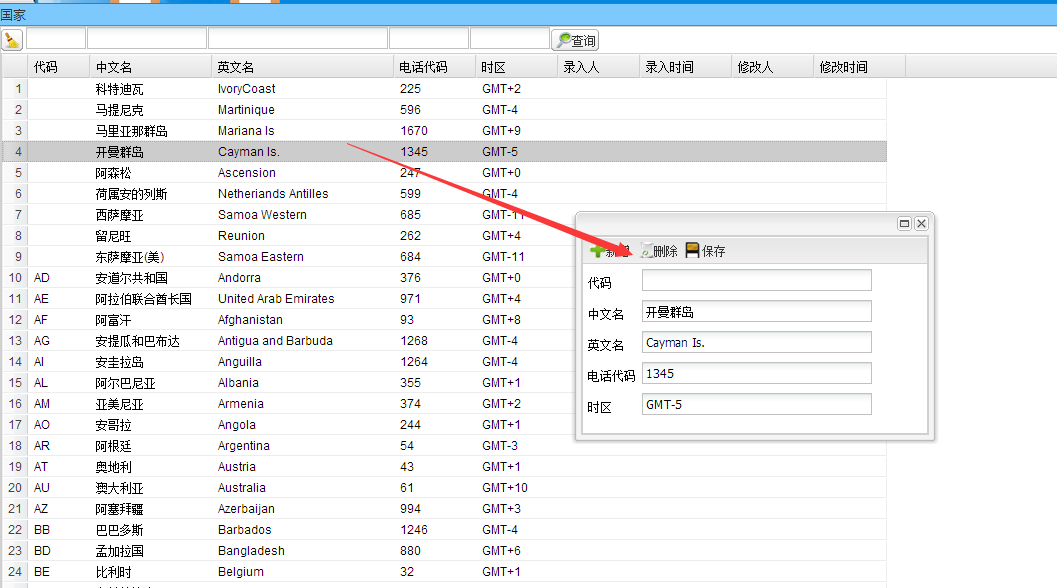 国家
查询
代码 中文名 英文名 电话代码 时区 录入人 录入时间 修改人 修改时间
1 科特迪瓦 IvoryCoast 225 GMT+2
2 马提尼克 Martinique 596 GMT-4
3 马里亚那群岛 Mariana Is 1670 GMT+9
4 开曼群岛 Cayman Is. 1345 GMT-5
5 阿森松 Ascension 247 GMT+0
6 荷属安的列斯 Netheriands Antilles 599 GMT-4
7 西萨摩亚 Samoa Western 685 GMT-11
8 留尼旺 Reunion 262 GMT+4
9 东萨摩亚(美) Samoa Eastern 684 GMT-11
10 AD 安道尔共和国 Andorra 376 GMT+0
11 AE 阿拉伯联合酋长国 United Arab Emirates 971 GMT+4
12 AF 阿富汗 Afghanistan 93 GMT+8
13 AG 安提瓜和巴布达 Antigua and Barbuda 1268 GMT-4
14 AI 安圭拉岛 Anguilla 1264 GMT-4
15 AL 阿尔巴尼亚 Albania 355 GMT+1
16 AM 亚美尼亚 Armenia 374 GMT+2
17 AO 安哥拉 Angola 244 GMT+1
18 AR 阿根廷 Argentina 54 GMT-3
19 AT 奥地利 Austria 43 GMT+1
20 AU 澳大利亚 Australia 61 GMT+10
21 AZ 阿塞拜疆 Azerbaijan 994 GMT+3
22 BB 巴巴多斯 Barbados 1246 GMT-4
23 BD 孟加拉国 Bangladesh 880 GMT+6
24 BE 比利时 Belgium 32 GMT+1
新增 删除 保存
代码
中文名 开曼群岛
英文名 Cayman Is.
电话代码 1345
时区 GMT-5